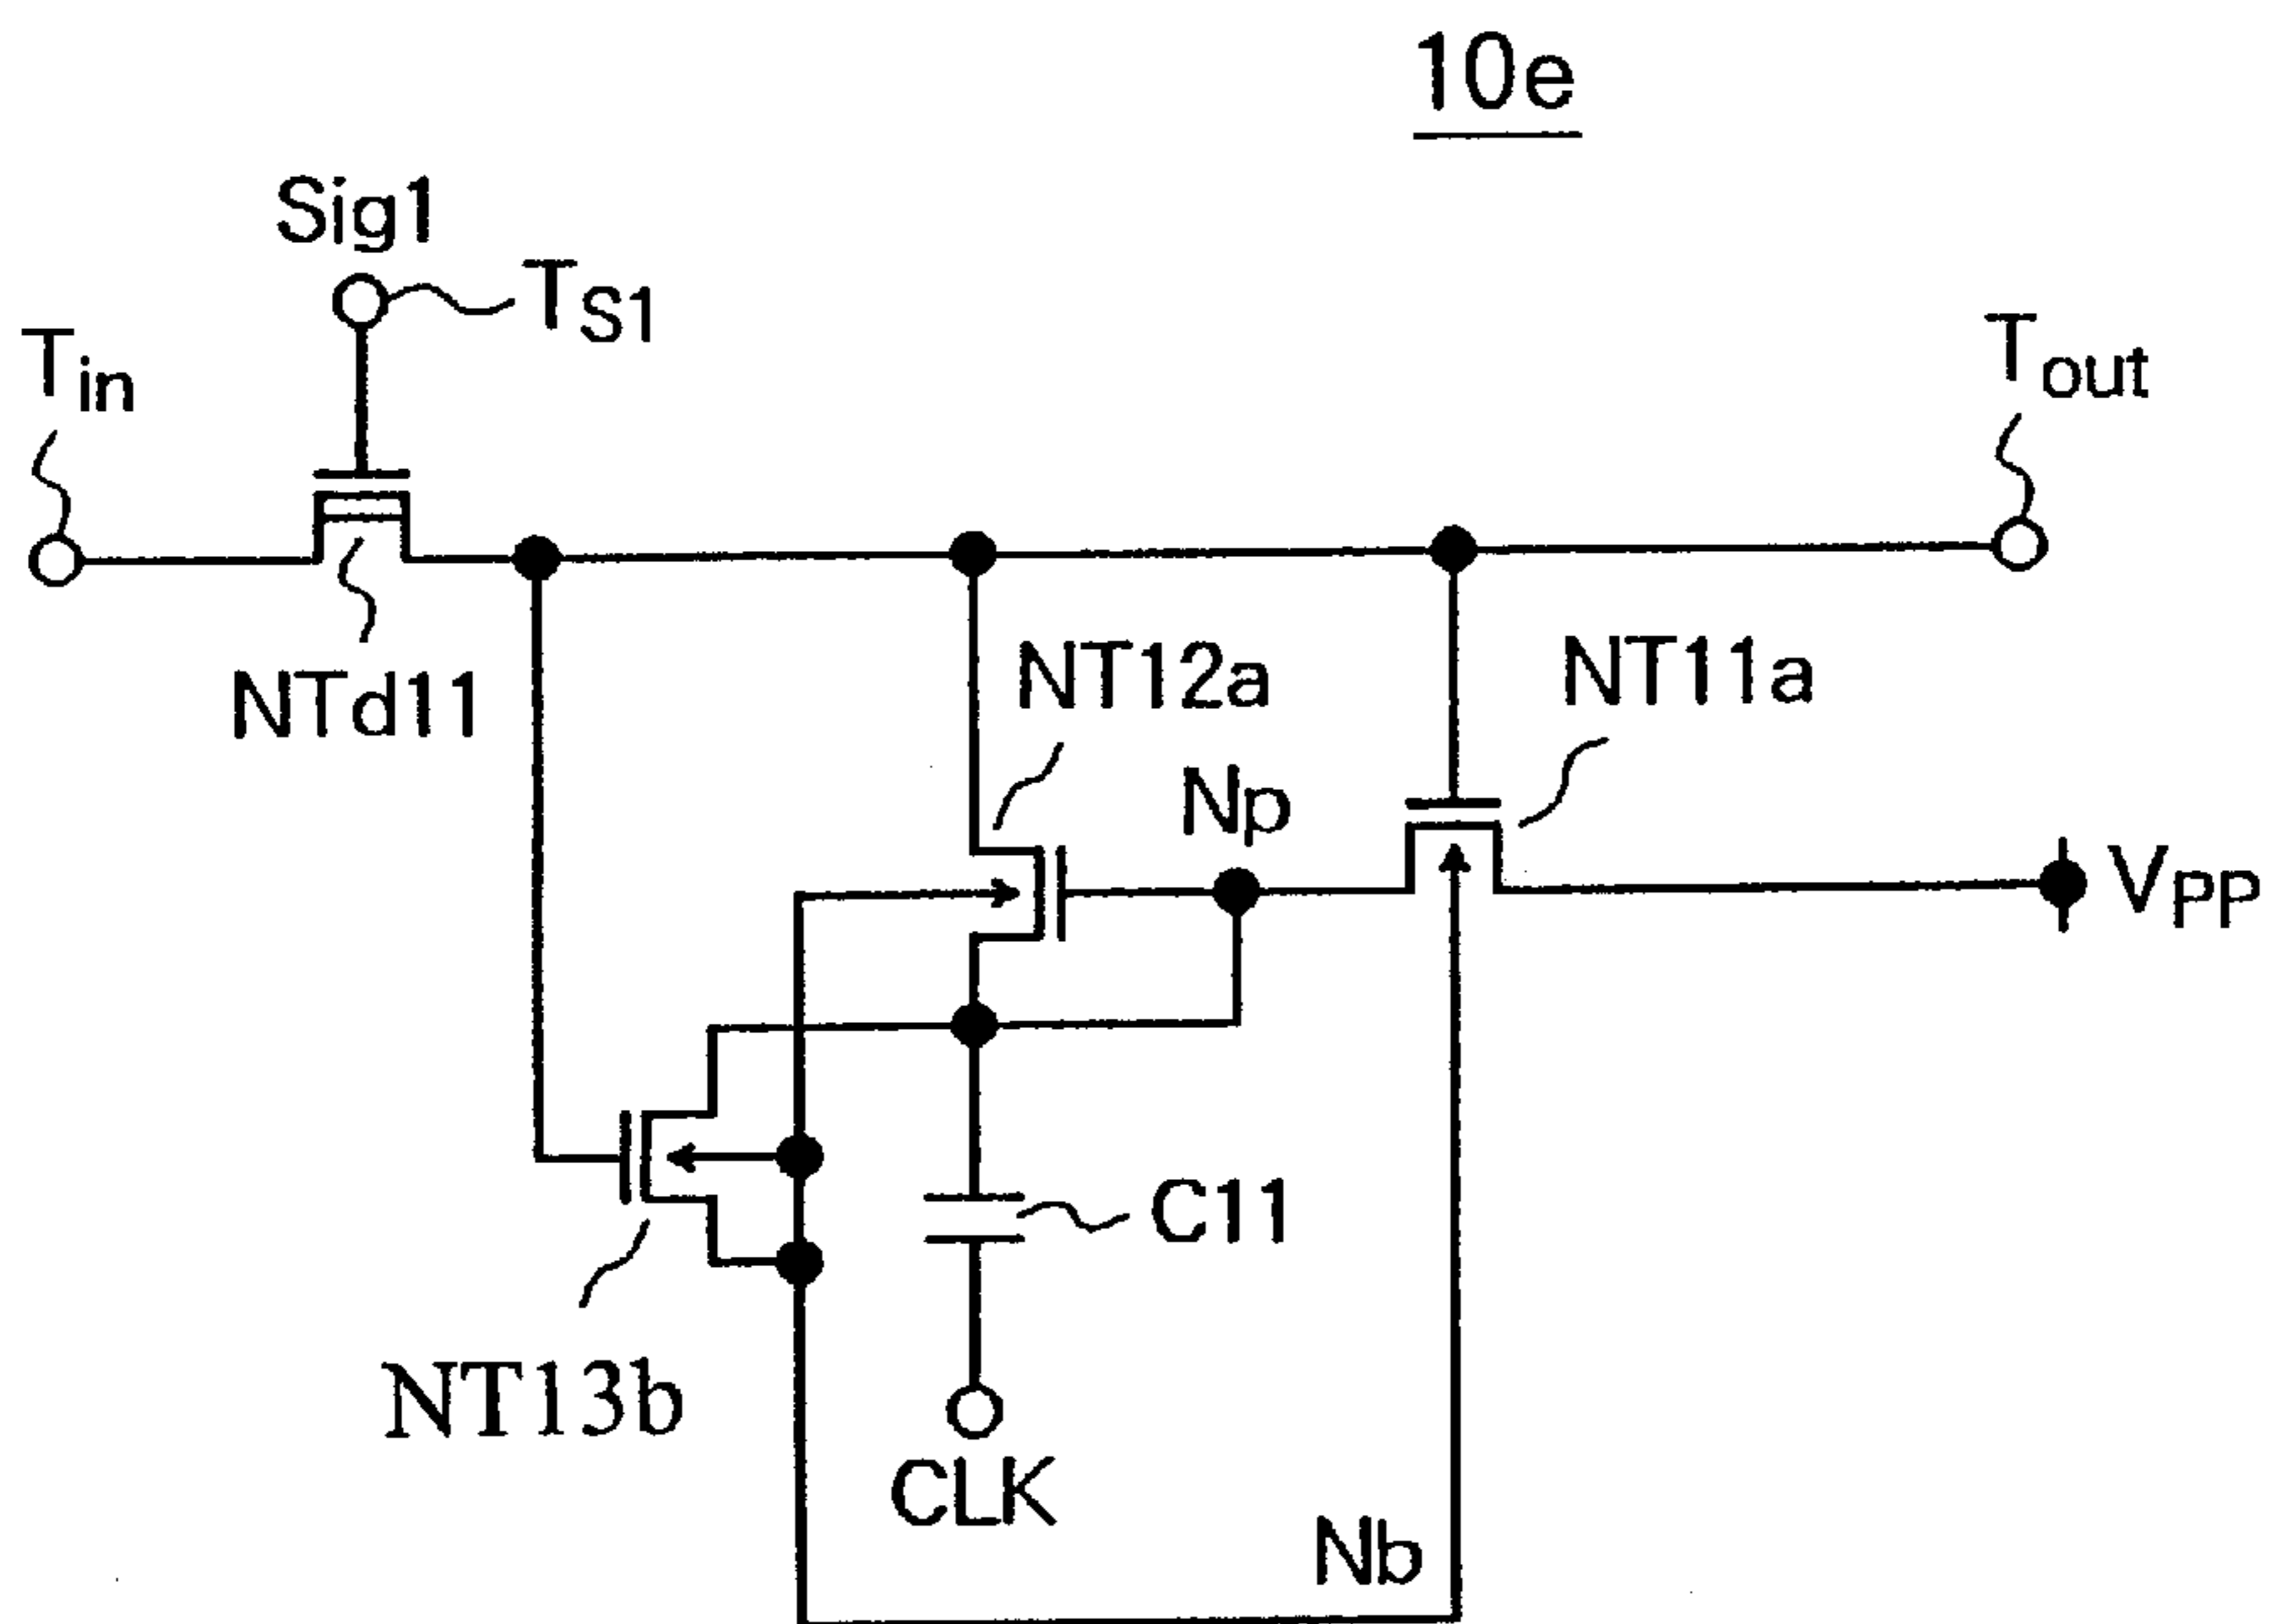 10e
Sig1
TS1
Tin
Tout
NTd11
NT12a
NT11a
Np
VPP
C11
NT13b
CLK
Nb